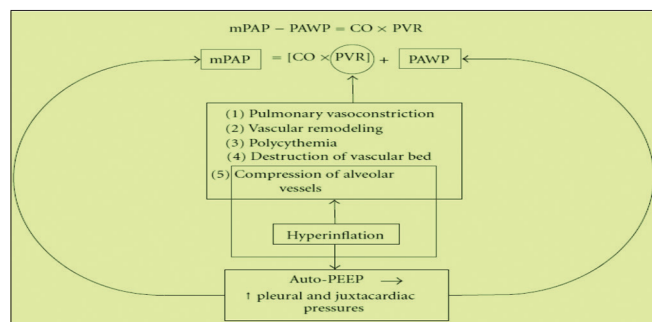 mPAP − PAWP = CO × PVR
mPAP = [CO × PVR] + PAWP
(1) Pulmonary vasoconstriction
(2) Vascular remodeling
(3) Polycythemia
(4) Destruction of vascular bed
(5) Compression of alveolar
vessels
Hyperinflation
Auto-PEEP →
↑ pleural and juxtacardiac
pressures